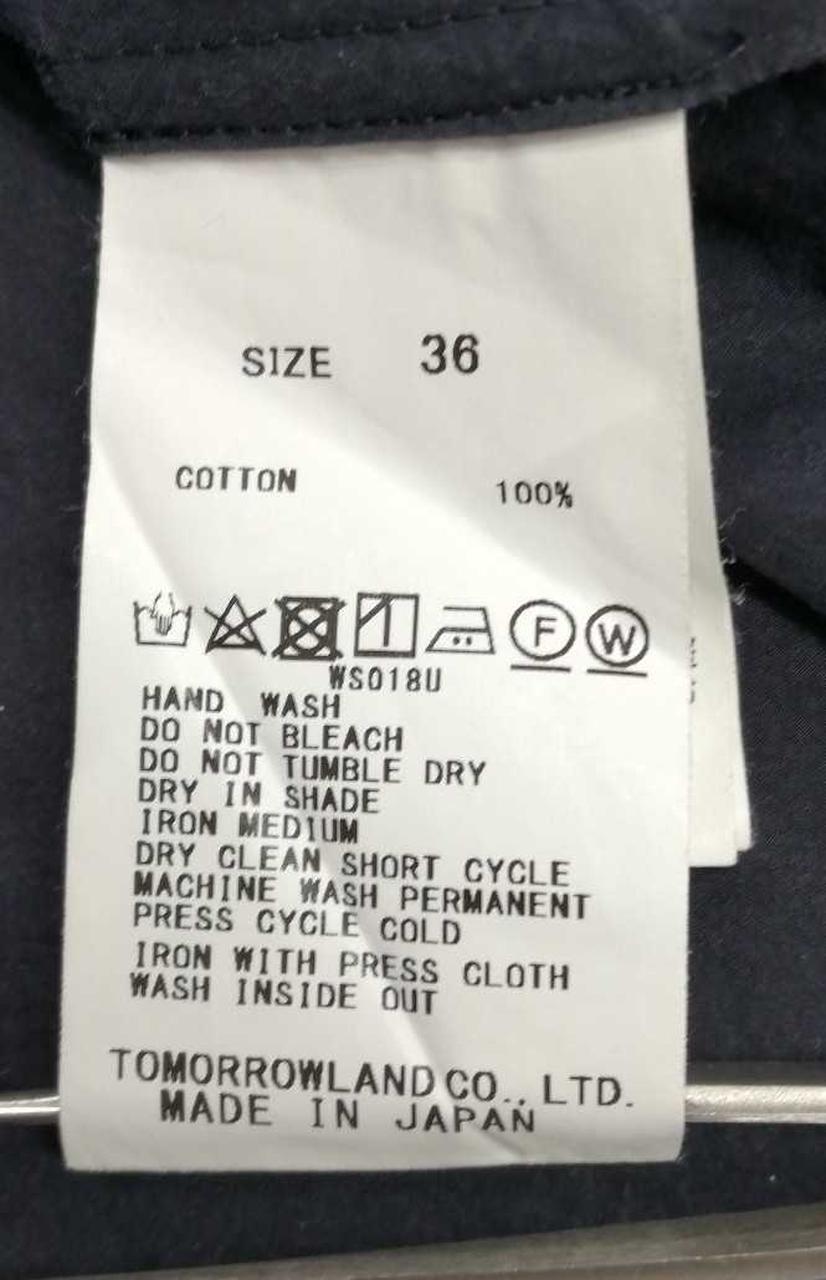 SIZE 36
COTTON 100%
F W
WS018U
HAND WASH
DO NOT BLEACH
DO NOT TUMBLE DRY
DRY IN SHADE
IRON MEDIUM
DRY CLEAN SHORT CYCLE
MACHINE WASH PERMANENT
PRESS CYCLE COLD
IRON WITH PRESS CLOTH
WASH INSIDE OUT
TOMORROWLAND CO., LTD.
MADE IN JAPAN